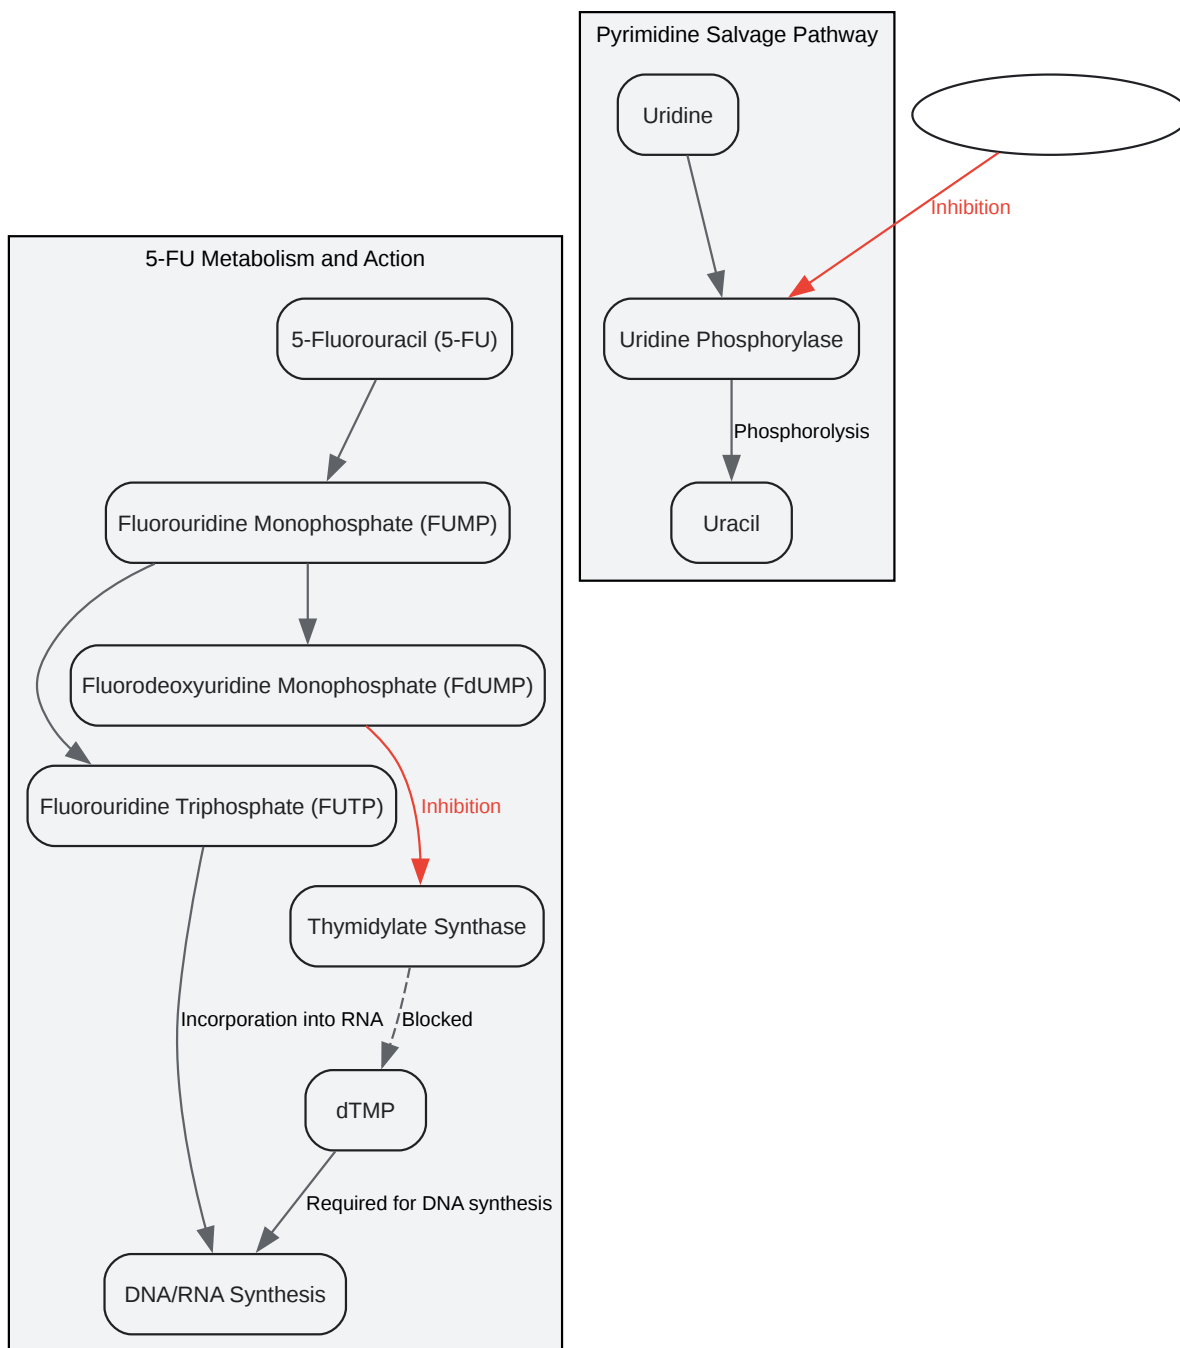 Pyrimidine Salvage Pathway
Uridine
Inhibition
Uridine Phosphorylase
Phosphorolysis
Uracil
5-FU Metabolism and Action
5-Fluorouracil (5-FU)
Fluorouridine Monophosphate (FUMP)
Fluorodeoxyuridine Monophosphate (FdUMP)
Fluorouridine Triphosphate (FUTP)
Inhibition
Thymidylate Synthase
Incorporation into RNA
Blocked
dTMP
Required for DNA synthesis
DNA/RNA Synthesis